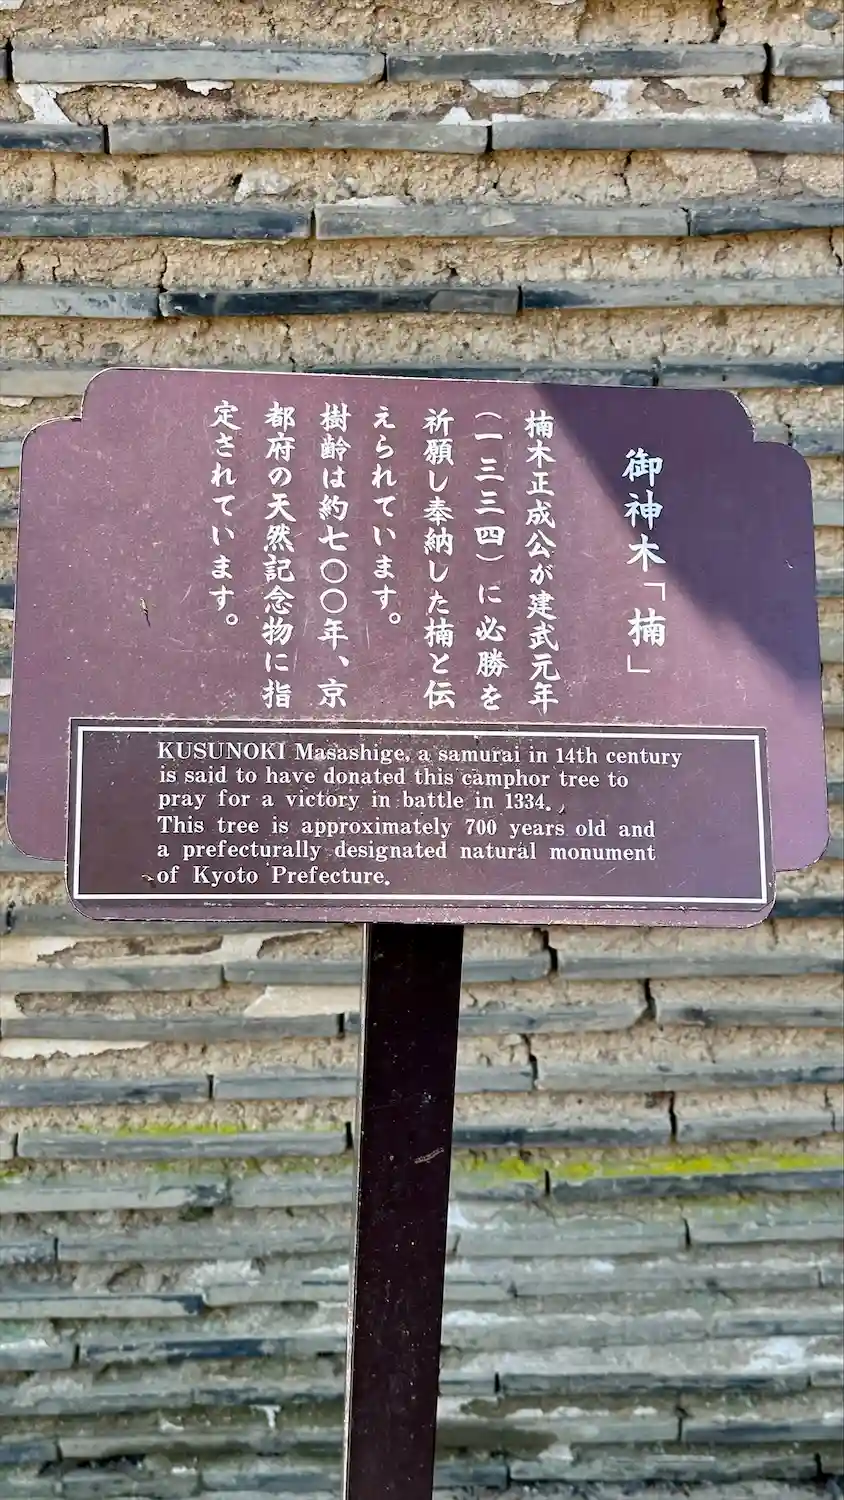 御神木「楠」
楠木正成公が建武元年
（一三三四）に必勝を
祈願し奉納した楠と伝
えられています。
樹齢は約七〇〇年、京
都府の天然記念物に指
定されています。
KUSUNOKI Masashige, a samurai in 14th century
is said to have donated this camphor tree to
pray for a victory in battle in 1334.
This tree is approximately 700 years old and
a prefecturally designated natural monument
of Kyoto Prefecture.